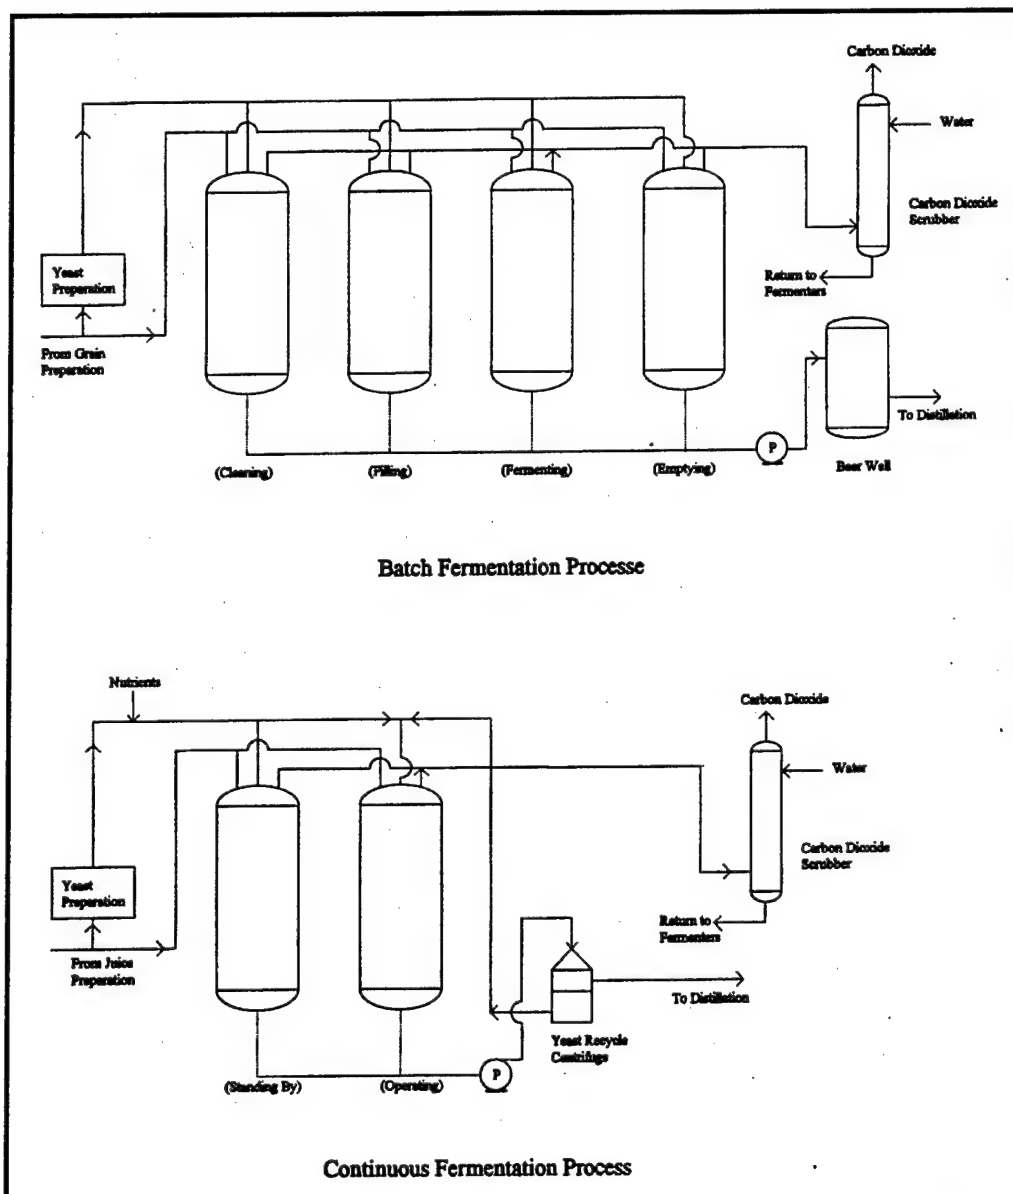 Carbon Dioxide
Water
Carbon Dioxide
Scrubber
Yeast
Preparation
Return to
Fermenters
From Grain
Preparation
To Distillation
P
Beer Well
(Cleaning)
(Filling)
(Fermenting)
(Emptying)
Batch Fermentation Processe
Nutrients
Carbon Dioxide
Water
Carbon Dioxide
Scrubber
Yeast
Preparation
Return to
Fermenters
From Juice
Preparation
To Distillation
Yeast Recycle
Centrifuge
P
(Standing By)
(Operating)
Continuous Fermentation Process